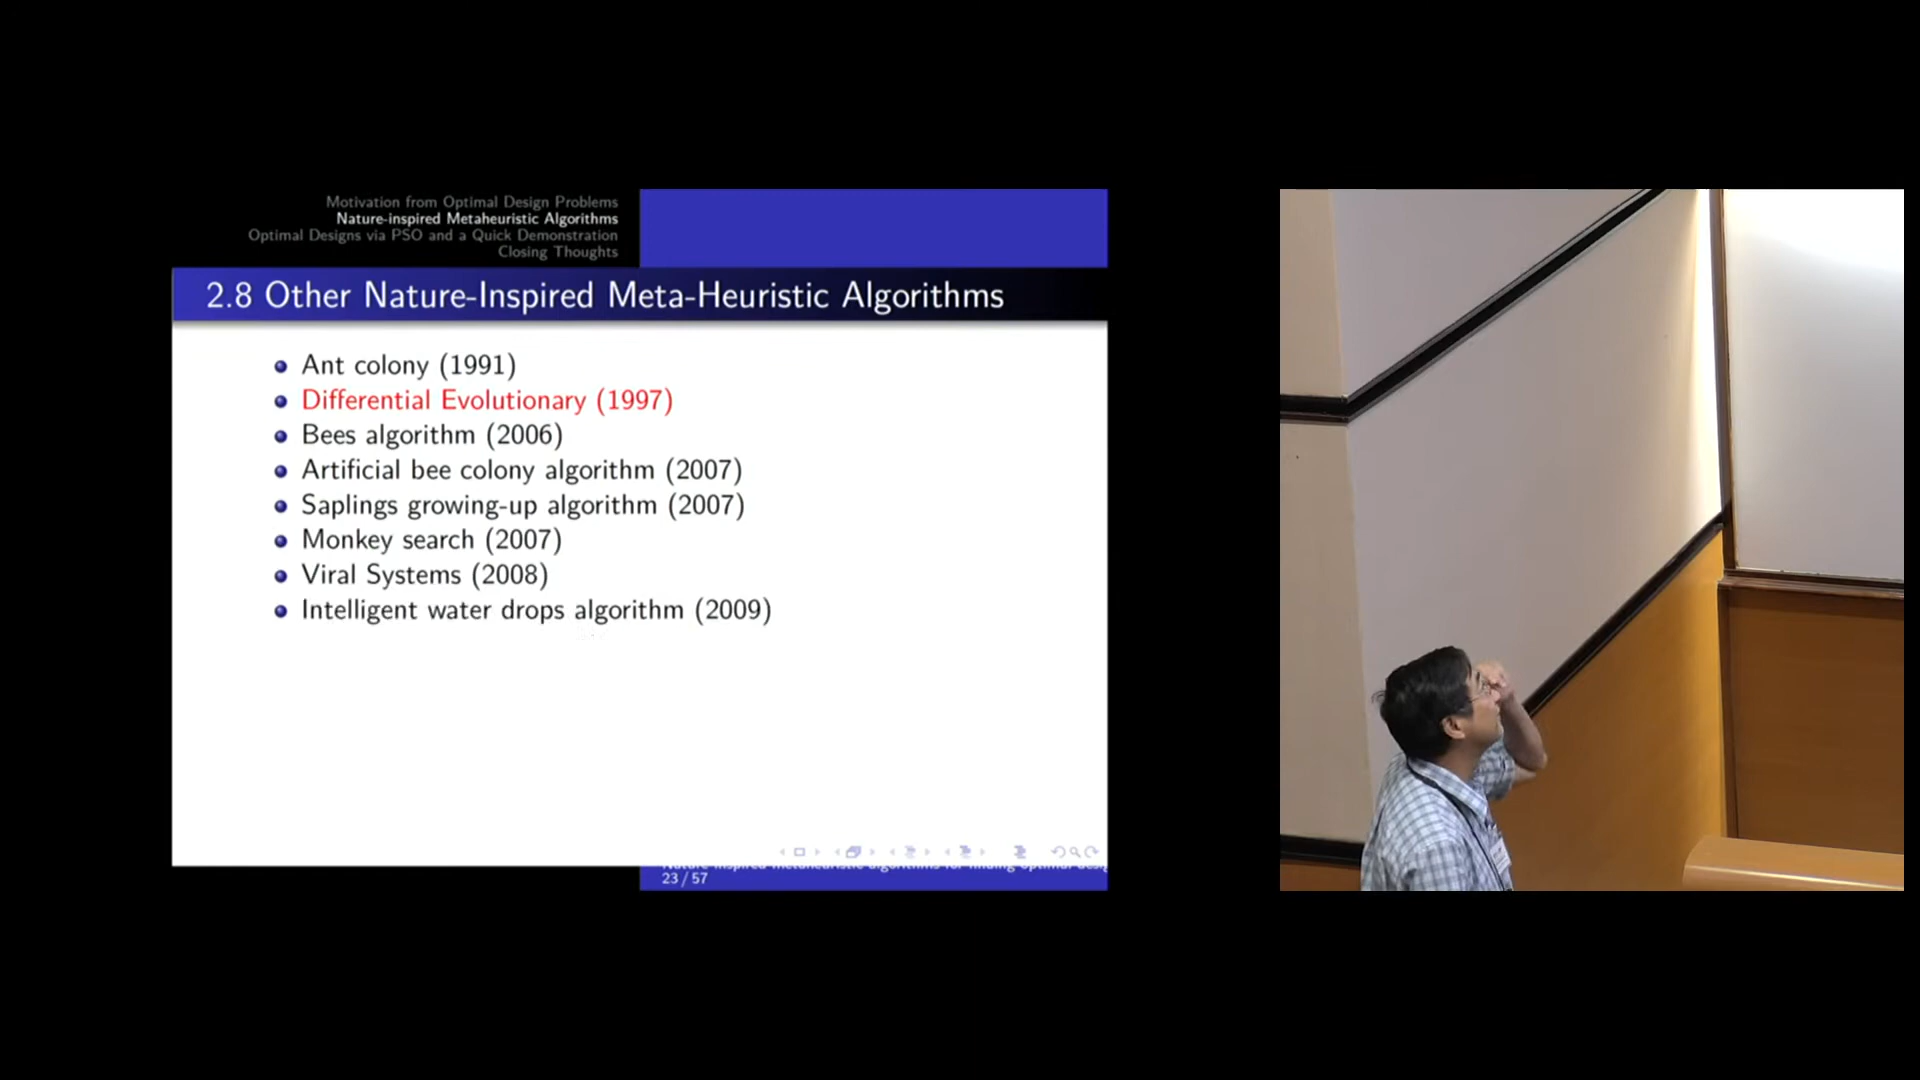 Motivation from Optimal Design Problems
Nature-inspired Metaheuristic Algorithms
Optimal Designs via PSO and a Quick Demonstration
Closing Thoughts
2.8 Other Nature-Inspired Meta-Heuristic Algorithms
Ant colony (1991)
Differential Evolutionary (1997)
Bees algorithm (2006)
Artificial bee colony algorithm (2007)
Saplings growing-up algorithm (2007)
Monkey search (2007)
Viral Systems (2008)
Intelligent water drops algorithm (2009)
23 / 57